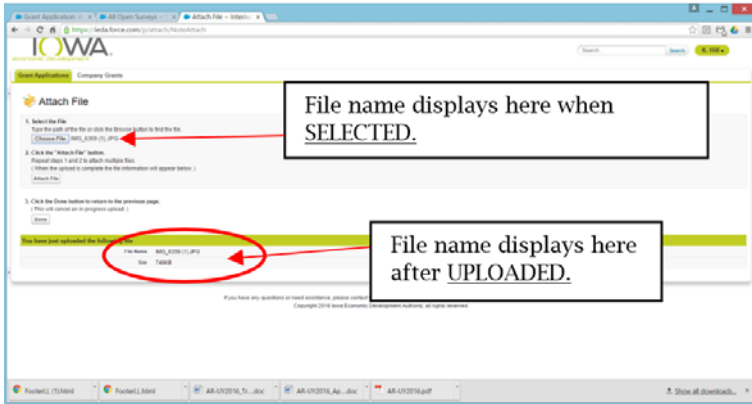 Grant Application
All Open Surveys
Attach File ~ Interna
https://ieda.force.com/p/attach/NoteAttach
IOWA
economic development
Search...
Search
K. Hill
Grant Applications Company Grants
Attach File
1. Select the File
Type the path of the file or click the Browse button to find the file.
Choose File IMG_6359 (1).JPG
2. Click the "Attach File" button.
Repeat steps 1 and 2 to attach multiple files.
( When the upload is complete the file information will appear below. )
Attach File
3. Click the Done button to return to the previous page.
( This will cancel an in-progress upload. )
Done
You have just uploaded the following file
File Name IMG_6359 (1).JPG
Size 748KB
File name displays here when
SELECTED.
File name displays here
after UPLOADED.
If you have any questions or need assistance, please contact
Copyright 2016 Iowa Economic Development Authority, all rights reserved.
FooterLL (1).html
FooterLL.html
AR-UY2016_Tr...doc
AR-UY2016_Ap...doc
AR-UY2016.pdf
Show all downloads...